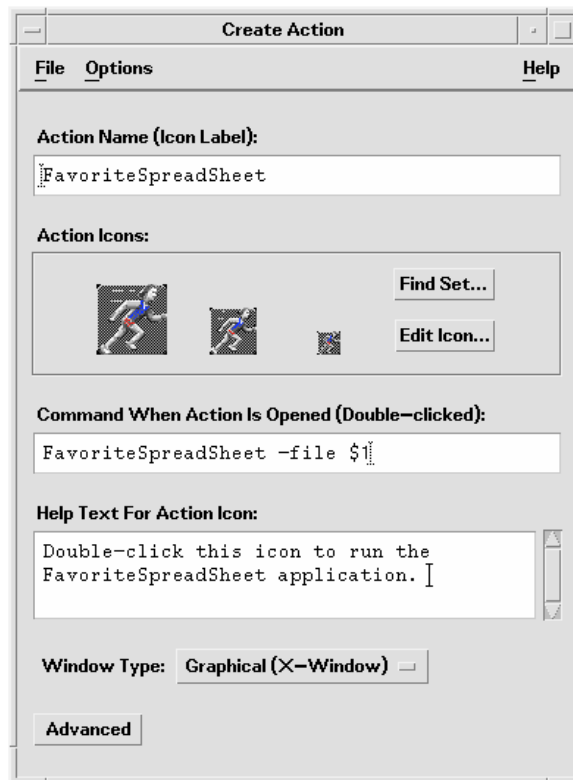 Create Action
File Options Help
Action Name (Icon Label):
FavoriteSpreadSheet
Action Icons:
Find Set...
Edit Icon...
Command When Action Is Opened (Double-clicked):
FavoriteSpreadSheet -file $1
Help Text For Action Icon:
Double-click this icon to run the
FavoriteSpreadSheet application.
Window Type: Graphical (X-Window)
Advanced